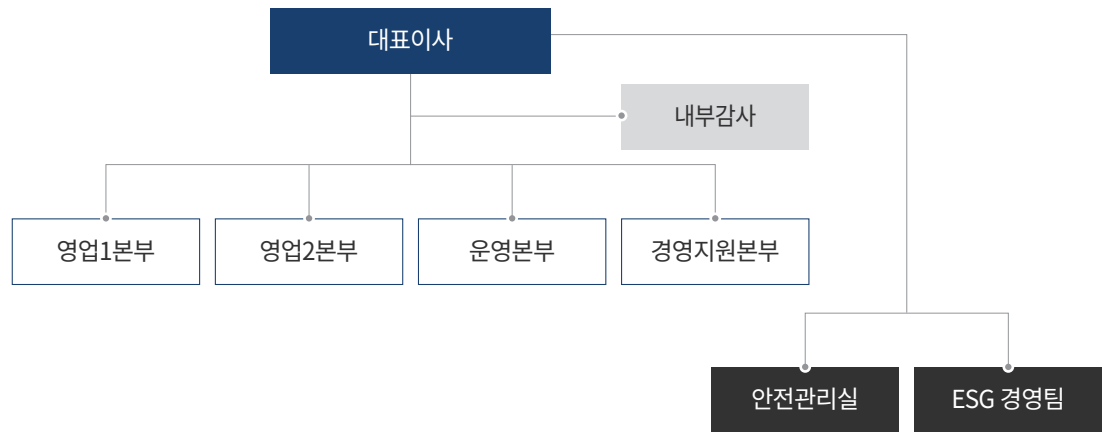 대표이사
내부감사
영업1본부
영업2본부
운영본부
경영지원본부
안전관리실
ESG 경영팀